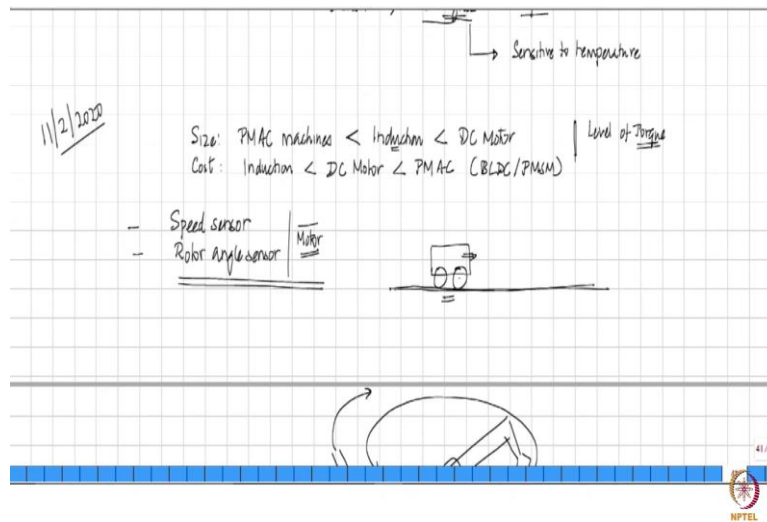 Sensitive to temperature
11/2/2020
Size: PMAC machines < Induction < DC Motor
Level of Torque
Cost: Induction < DC Motor < PMAC (BLDC/PMSM)
- Speed sensor
- Rotor angle sensor
Motor
41/
NPTEL